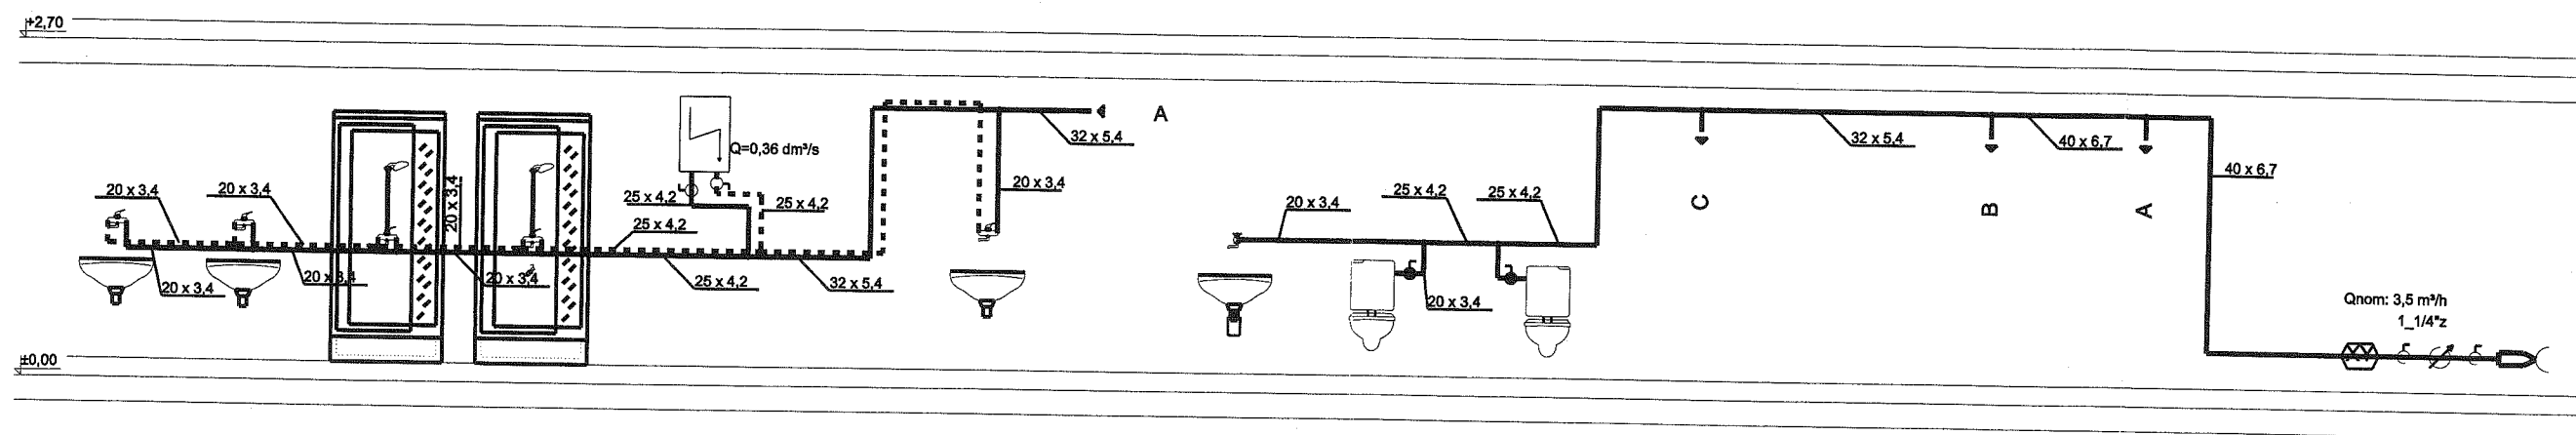 +2,70
A
32 x 5,4
32 x 5,4
40 x 6,7
Q=0,36 dm³/s
40 x 6,7
20 x 3,4
20 x 3,4
20 x 3,4
25 x 4,2
25 x 4,2
20 x 3,4
20 x 3,4
25 x 4,2
25 x 4,2
C
B
A
25 x 4,2
20 x 3,4
20 x 3,4
20 x 3,4
25 x 4,2
32 x 5,4
20 x 3,4
Qnom: 3,5 m³/h
1_1/4"z
±0,00